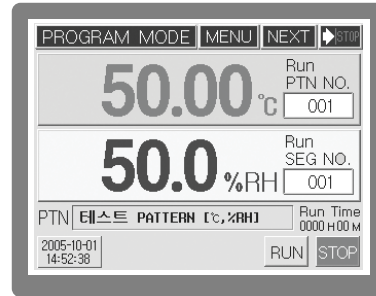 PROGRAM MODE MENU NEXT STOP
50.00 ℃
Run
PTN NO.
001
50.0 %RH
Run
SEG NO.
001
PTN 테스트 PATTERN [℃,%RH]
Run Time
0000 H 00 M
2005-10-01
14:52:38
RUN STOP